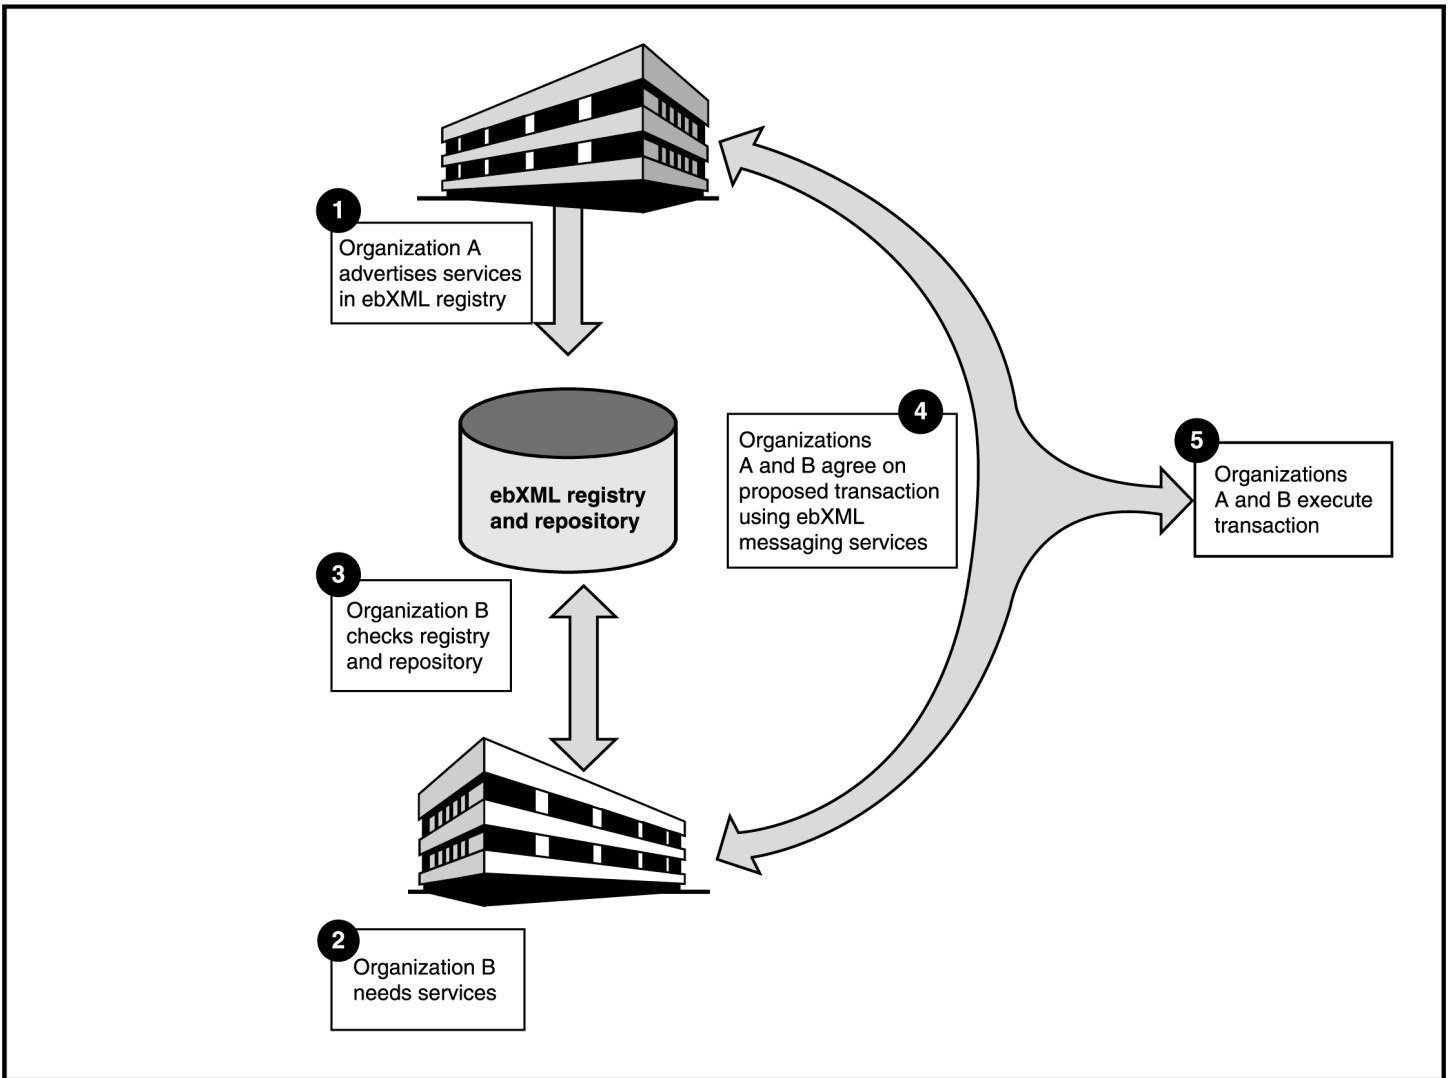 1
Organization A
advertises services
in ebXML registry
ebXML registry
and repository
4
Organizations
A and B agree on
proposed transaction
using ebXML
messaging services
5
Organizations
A and B execute
transaction
3
Organization B
checks registry
and repository
2
Organization B
needs services